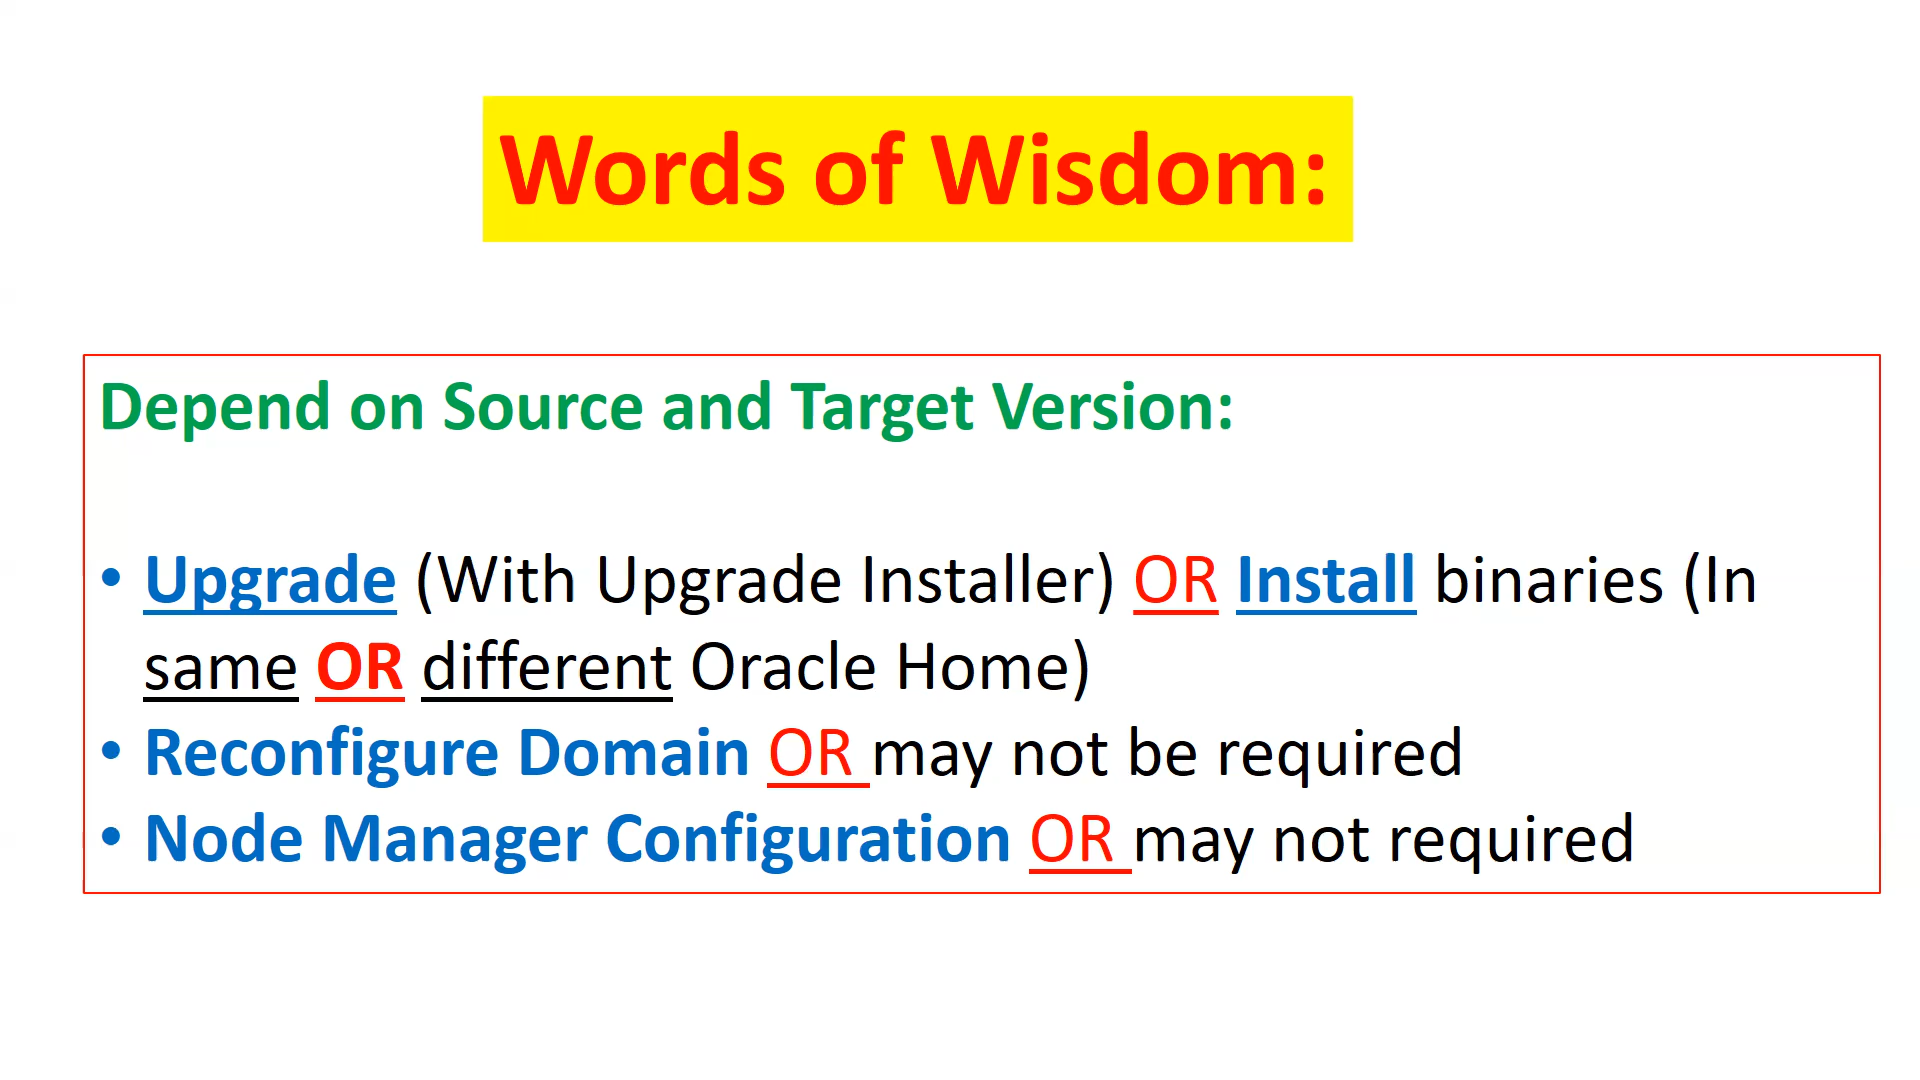 Words of Wisdom:
Depend on Source and Target Version:
• Upgrade (With Upgrade Installer) OR Install binaries (In
same OR different Oracle Home)
• Reconfigure Domain OR may not be required
• Node Manager Configuration OR may not required